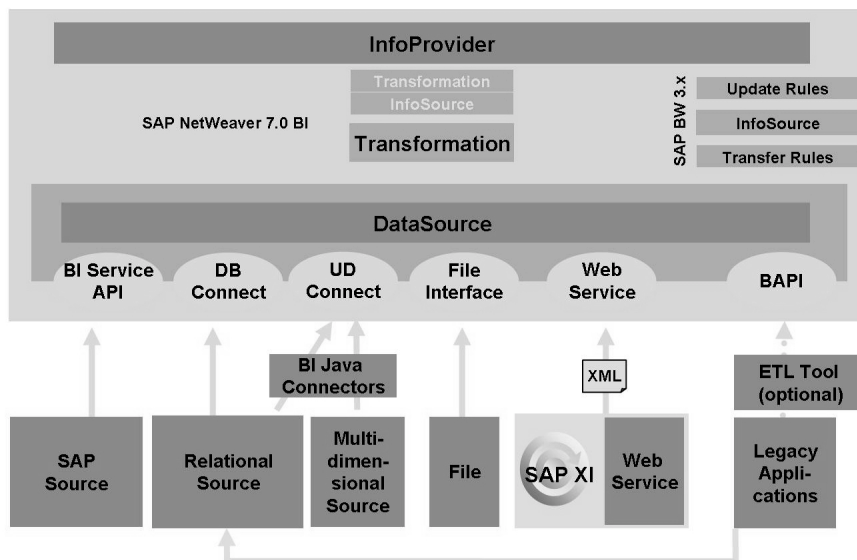 InfoProvider
Transformation
InfoSource
SAP NetWeaver 7.0 BI
Transformation
SAP BW 3.x
Update Rules
InfoSource
Transfer Rules
DataSource
BI Service
API
DB
Connect
UD
Connect
File
Interface
Web
Service
BAPI
BI Java
Connectors
XML
ETL Tool
(optional)
SAP
Source
Relational
Source
Multi-
dimen-
sional
Source
File
SAP XI
Web
Service
Legacy
Appli-
cations